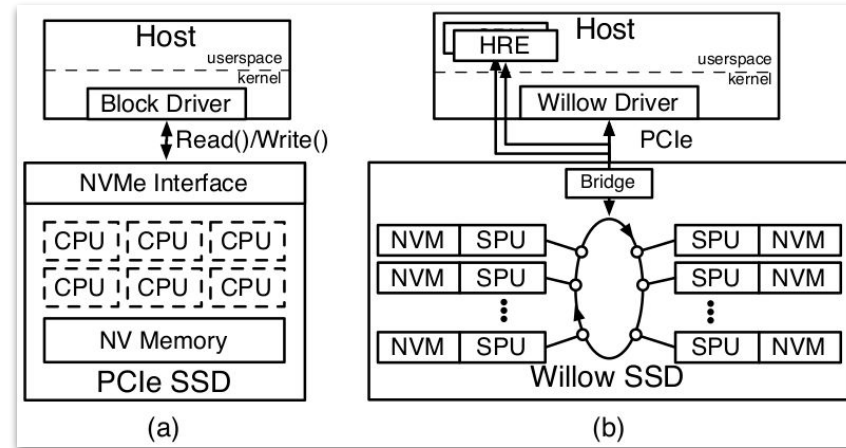 Host
userspace
kernel
Block Driver
Read()/Write()
NVMe Interface
CPU CPU CPU
CPU CPU CPU
NV Memory
PCIe SSD
(a)
Host
HRE
userspace
kernel
Willow Driver
PCIe
Bridge
NVM SPU SPU NVM
NVM SPU SPU NVM
NVM SPU SPU NVM
Willow SSD
(b)